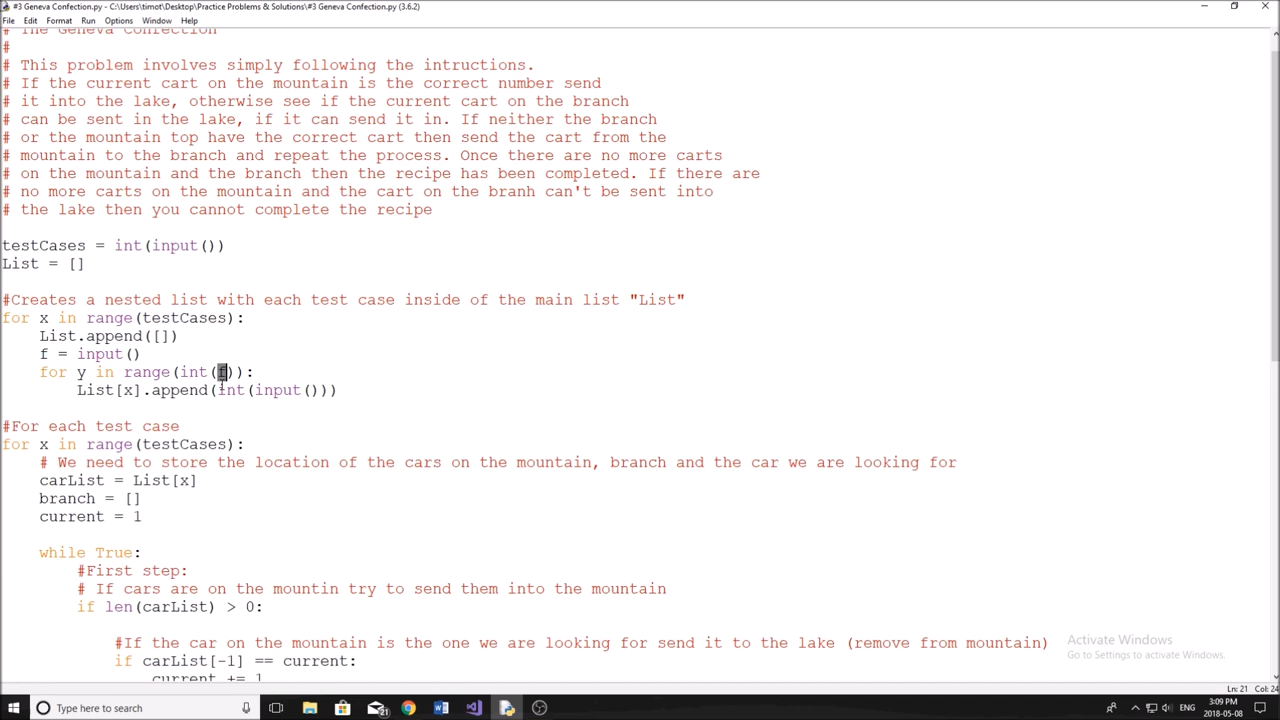 #3 Geneva Confection.py - C:\Users\timot\Desktop\Practice Problems & Solutions\#3 Geneva Confection.py (3.6.2)
File Edit Format Run Options Window Help
# The Geneva Confection
#
# This problem involves simply following the intructions.
# If the current cart on the mountain is the correct number send
# it into the lake, otherwise see if the current cart on the branch
# can be sent in the lake, if it can send it in. If neither the branch
# or the mountain top have the correct cart then send the cart from the
# mountain to the branch and repeat the process. Once there are no more carts
# on the mountain and the branch then the recipe has been completed. If there are
# no more carts on the mountain and the cart on the branh can't be sent into
# the lake then you cannot complete the recipe
testCases = int(input())
List = []
#Creates a nested list with each test case inside of the main list "List"
for x in range(testCases):
List.append([])
f = input()
for y in range(int(f)):
List[x].append(int(input()))
#For each test case
for x in range(testCases):
# We need to store the location of the cars on the mountain, branch and the car we are looking for
carList = List[x]
branch = []
current = 1
while True:
#First step:
# If cars are on the mountin try to send them into the mountain
if len(carList) > 0:
#If the car on the mountain is the one we are looking for send it to the lake (remove from mountain)
if carList[-1] == current:
current += 1
Activate Windows
Go to Settings to activate Windows.
Ln: 21 Col: 24
Type here to search
21
ENG
3:09 PM
2018-05-08